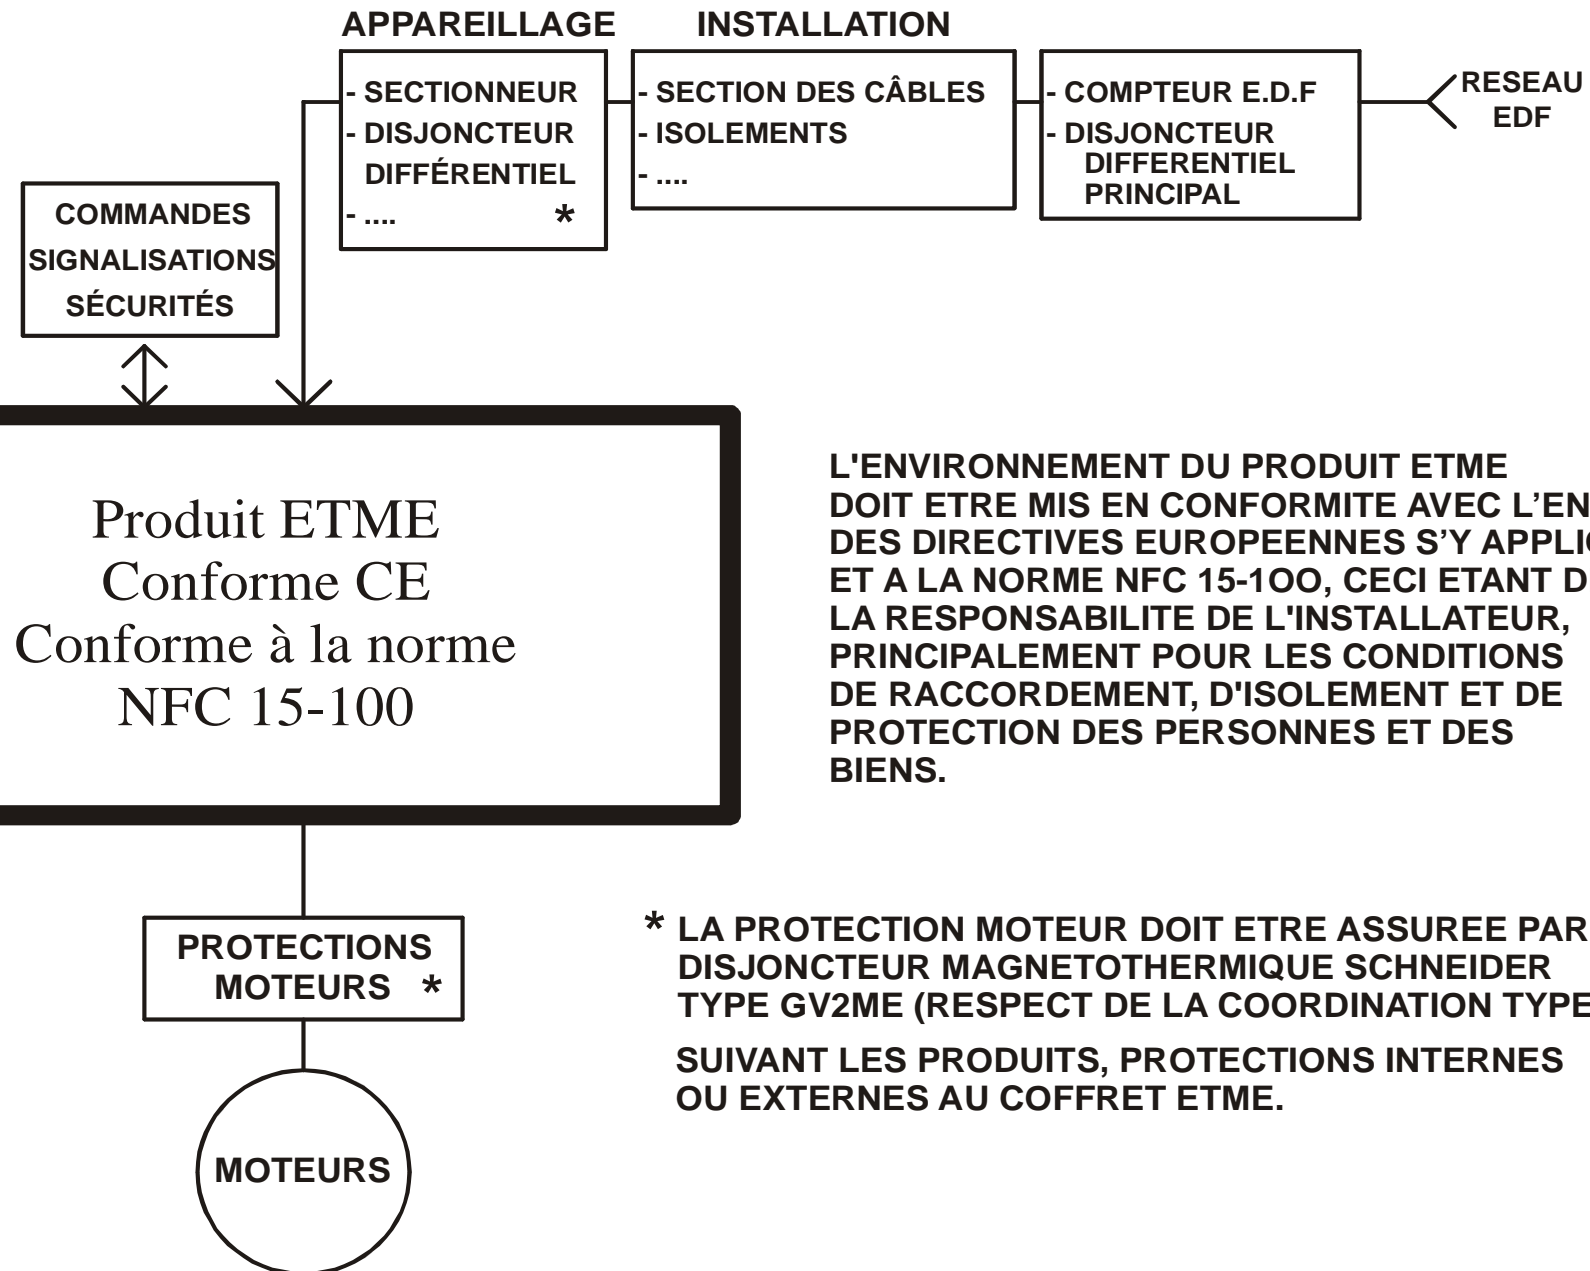 APPAREILLAGE
INSTALLATION
- SECTIONNEUR
- DISJONCTEUR
DIFFÉRENTIEL
- .... *
- SECTION DES CÂBLES
- ISOLEMENTS
- ....
- COMPTEUR E.D.F
- DISJONCTEUR
DIFFERENTIEL
PRINCIPAL
RESEAU
EDF
COMMANDES
SIGNALISATIONS
SÉCURITÉS
Produit ETME
Conforme CE
Conforme à la norme
NFC 15-100
L'ENVIRONNEMENT DU PRODUIT ETME
DOIT ETRE MIS EN CONFORMITE AVEC L’EN
DES DIRECTIVES EUROPEENNES S’Y APPLI
ET A LA NORME NFC 15-1OO, CECI ETANT D
LA RESPONSABILITE DE L'INSTALLATEUR,
PRINCIPALEMENT POUR LES CONDITIONS
DE RACCORDEMENT, D'ISOLEMENT ET DE
PROTECTION DES PERSONNES ET DES
BIENS.
PROTECTIONS
MOTEURS *
* LA PROTECTION MOTEUR DOIT ETRE ASSUREE PAR
DISJONCTEUR MAGNETOTHERMIQUE SCHNEIDER
TYPE GV2ME (RESPECT DE LA COORDINATION TYPE
SUIVANT LES PRODUITS, PROTECTIONS INTERNES
OU EXTERNES AU COFFRET ETME.
MOTEURS